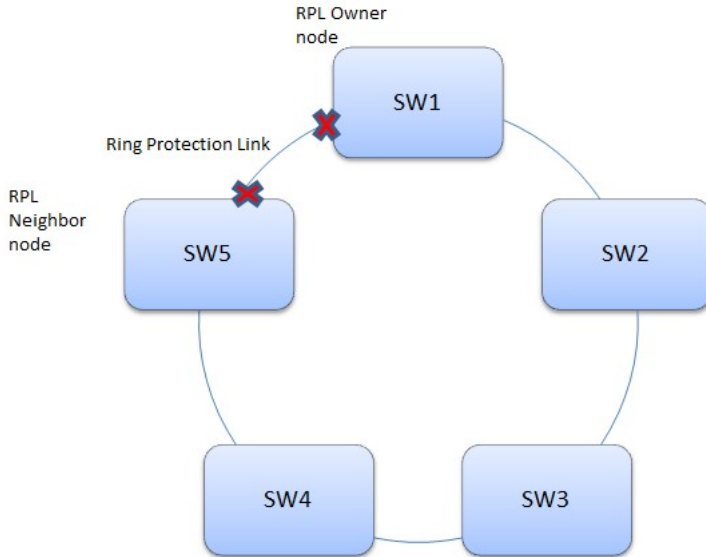 RPL Owner
node
SW1
Ring Protection Link
RPL
Neighbor
node
SW5
SW2
SW4
SW3